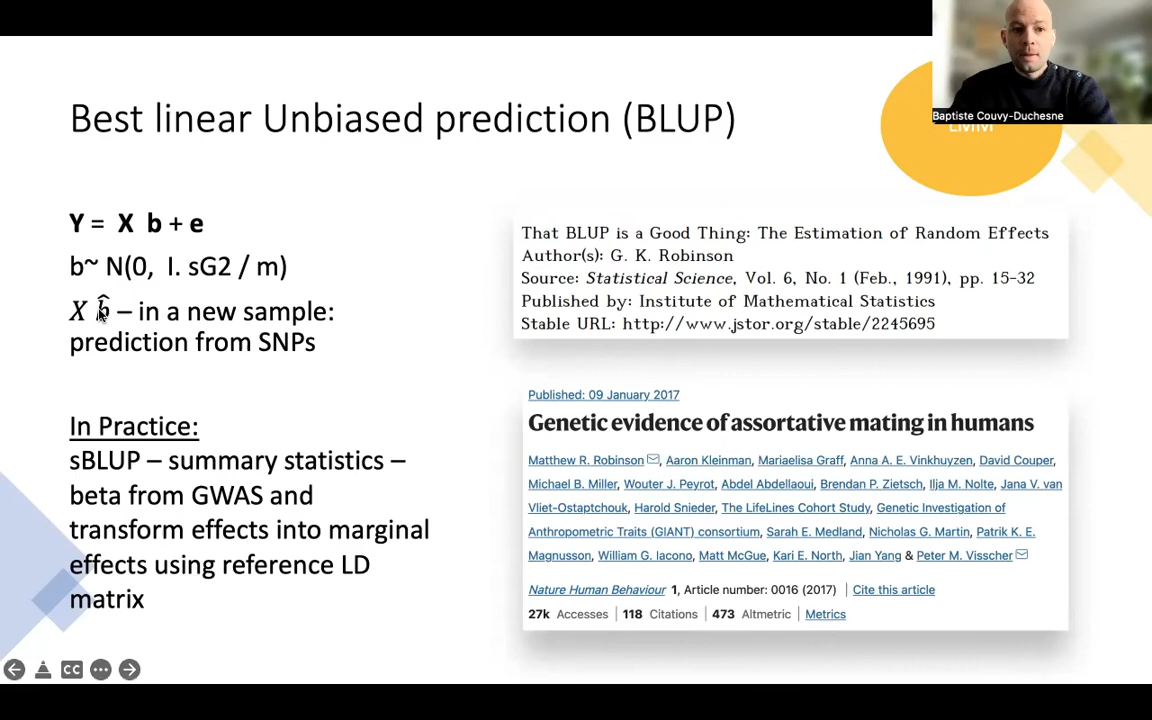 Baptiste Couvy-Duchesne
LMM
Best linear Unbiased prediction (BLUP)
Y = X b + e
b~ N(0, I. sG2 / m)
X b̂ – in a new sample:
prediction from SNPs
In Practice:
sBLUP – summary statistics –
beta from GWAS and
transform effects into marginal
effects using reference LD
matrix
That BLUP is a Good Thing: The Estimation of Random Effects
Author(s): G. K. Robinson
Source: Statistical Science, Vol. 6, No. 1 (Feb., 1991), pp. 15-32
Published by: Institute of Mathematical Statistics
Stable URL: http://www.jstor.org/stable/2245695
Published: 09 January 2017
Genetic evidence of assortative mating in humans
Matthew R. Robinson, Aaron Kleinman, Mariaelisa Graff, Anna A. E. Vinkhuyzen, David Couper,
Michael B. Miller, Wouter J. Peyrot, Abdel Abdellaoui, Brendan P. Zietsch, Ilja M. Nolte, Jana V. van
Vliet-Ostaptchouk, Harold Snieder, The LifeLines Cohort Study, Genetic Investigation of
Anthropometric Traits (GIANT) consortium, Sarah E. Medland, Nicholas G. Martin, Patrik K. E.
Magnusson, William G. Iacono, Matt McGue, Kari E. North, Jian Yang & Peter M. Visscher
Nature Human Behaviour 1, Article number: 0016 (2017) | Cite this article
27k Accesses | 118 Citations | 473 Altmetric | Metrics
CC